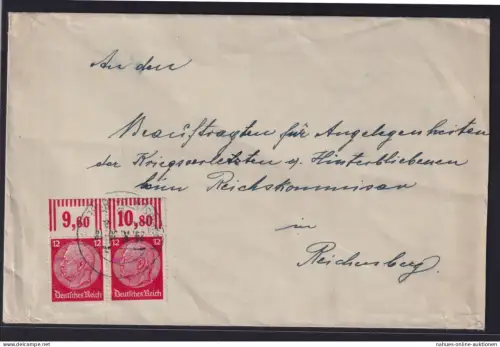 An den
Beauftragten für Angelegenheiten
der Kriegsverletzten u. Hinterbliebenen
beim Reichskommissar
in
Reichenberg.
9,60 10,80
12 12 12 12
Deutsches Reich Deutsches Reich